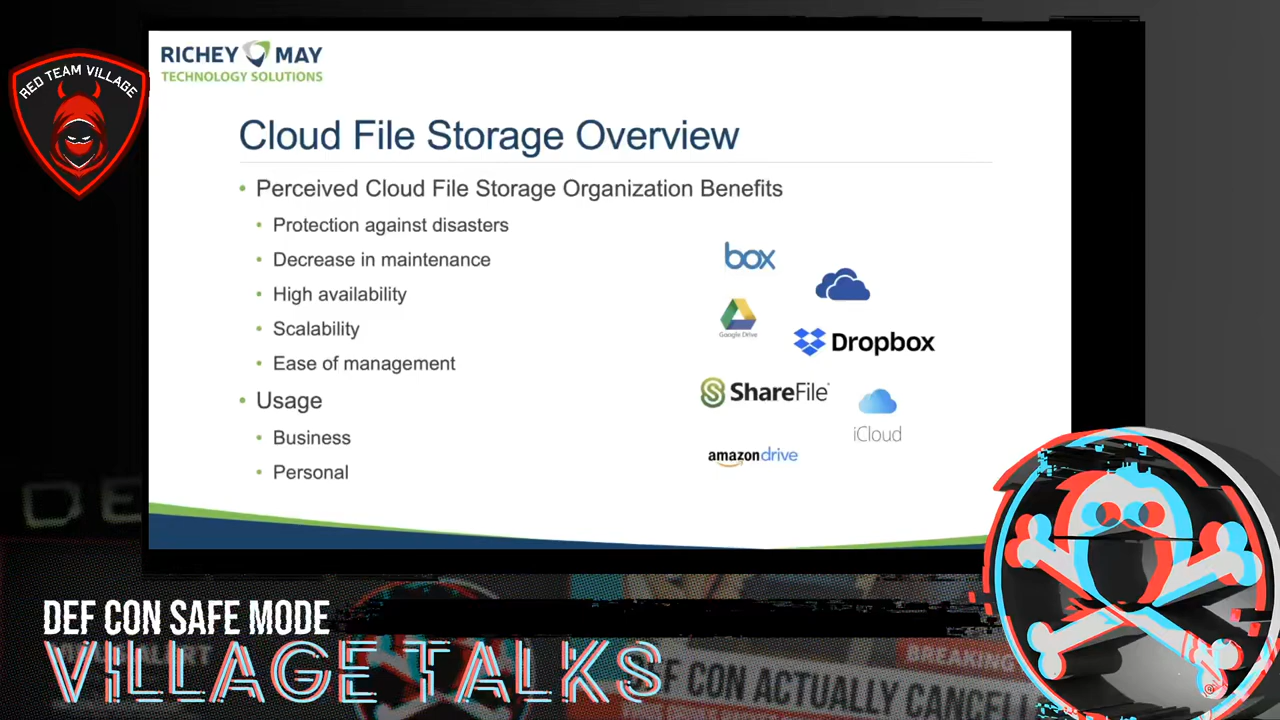 RED TEAM VILLAGE
RICHEY MAY
TECHNOLOGY SOLUTIONS
Cloud File Storage Overview
• Perceived Cloud File Storage Organization Benefits
• Protection against disasters
• Decrease in maintenance
• High availability
• Scalability
• Ease of management
• Usage
• Business
• Personal
box
Google Drive
Dropbox
ShareFile
iCloud
amazondrive
DEF CON SAFE MODE
VILLAGE TALKS
DEF CON ACTUALLY